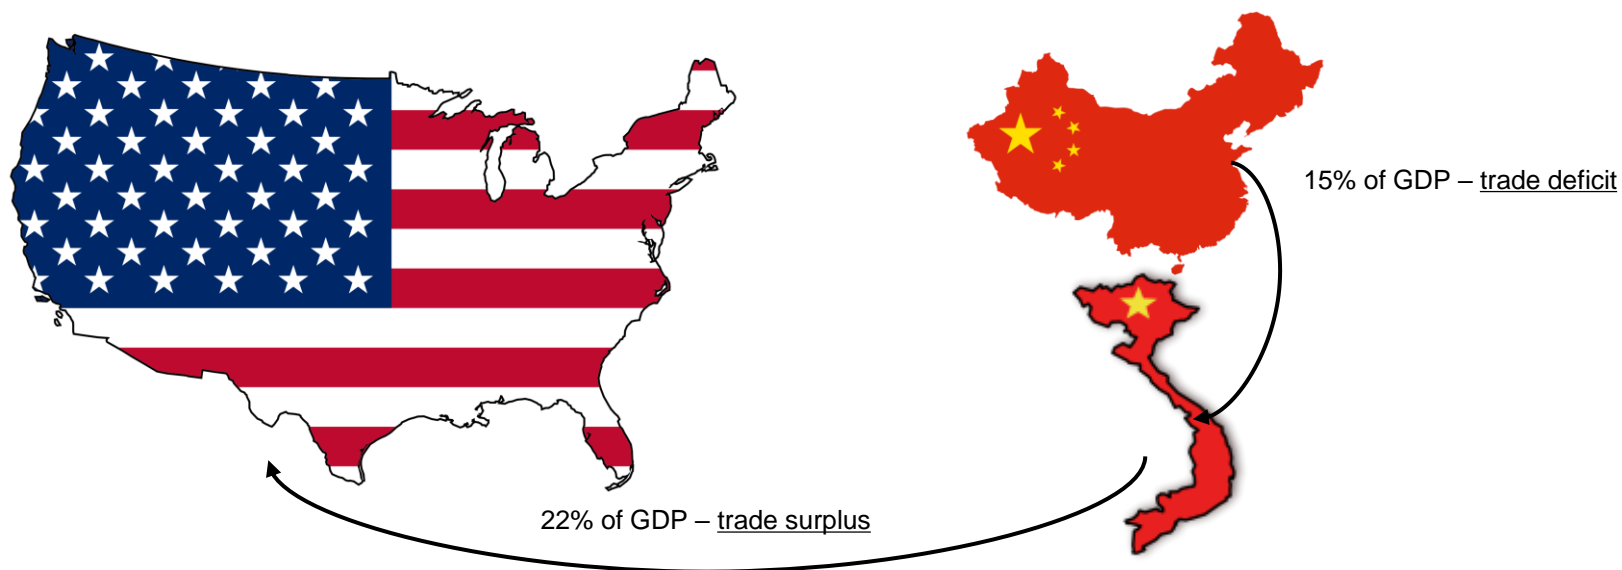 15% of GDP – trade deficit
22% of GDP – trade surplus